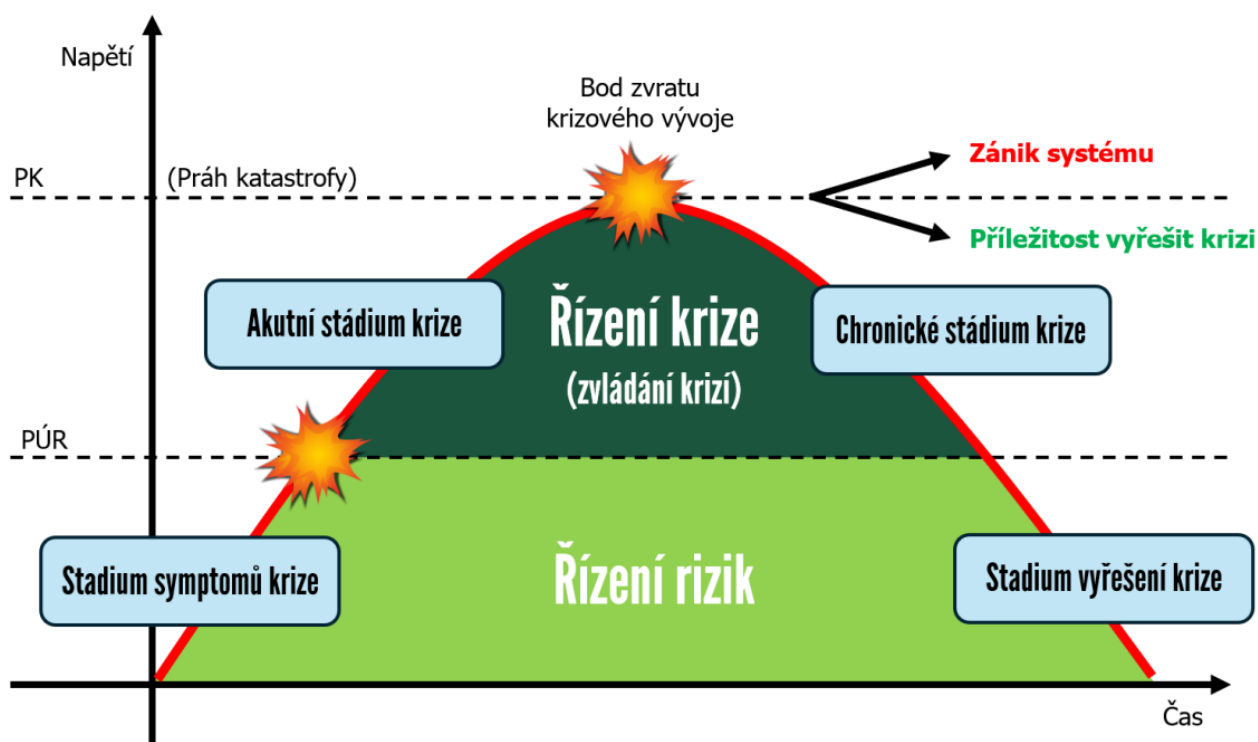 Napětí
Bod zvratu
krizového vývoje
Zánik systému
PK
(Práh katastrofy)
Příležitost vyřešit krizi
Akutní stádium krize
Řízení krize
(zvládání krizí)
Chronické stádium krize
PÚR
Stadium symptomů krize
Řízení rizik
Stadium vyřešení krize
Čas